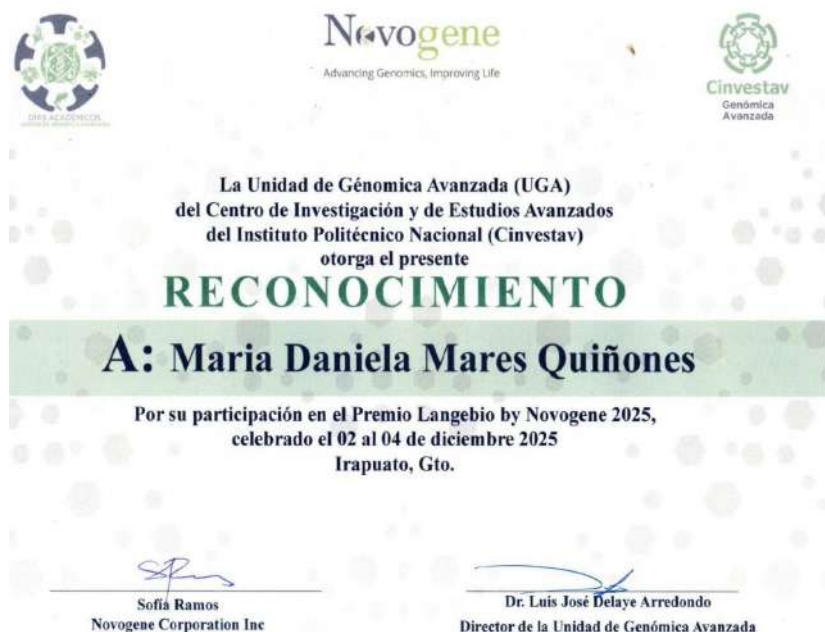 Novogene
Advancing Genomics, Improving Life
Cinvestav
Genómica
Avanzada
DÍAS ACADÉMICOS
La Unidad de Génomica Avanzada (UGA)
del Centro de Investigación y de Estudios Avanzados
del Instituto Politécnico Nacional (Cinvestav)
otorga el presente
RECONOCIMIENTO
A: Maria Daniela Mares Quiñones
Por su participación en el Premio Langebio by Novogene 2025,
celebrado el 02 al 04 de diciembre 2025
Irapuato, Gto.
Sofía Ramos
Novogene Corporation Inc
Dr. Luis José Delaye Arredondo
Director de la Unidad de Genómica Avanzada